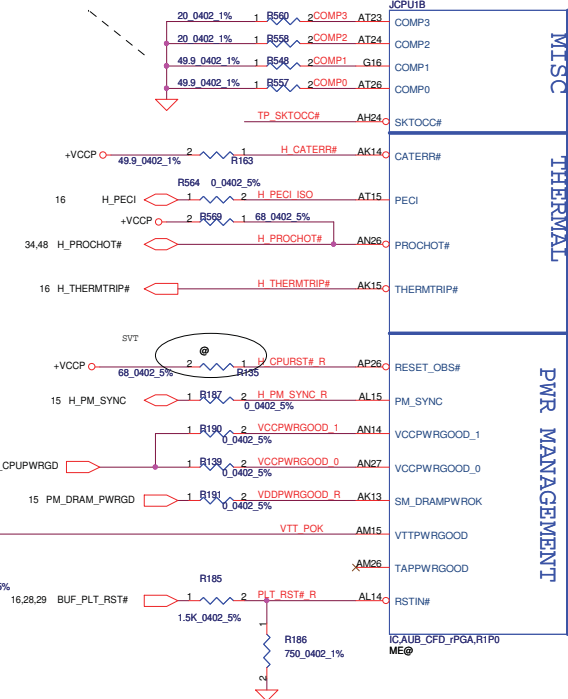 JCPU1B
20_0402_1% 1 R560 2 COMP3 AT23 COMP3
20_0402_1% 1 R558 2 COMP2 AT24 COMP2
49.9_0402_1% 1 R548 2 COMP1 G16 COMP1
49.9_0402_1% 1 R557 2 COMP0 AT26 COMP0
MISC
TP_SKTOCC# AH24 SKTOCC#
+VCCP 2 1 H_CATERR# AK14 CATERR#
49.9_0402_1% R163
THERMAL
R564 0_0402_5%
16 H_PECI 1 2 H_PECI_ISO AT15 PECI
+VCCP 2 R569 1 68_0402_5%
34,48 H_PROCHOT# H_PROCHOT# AN26 PROCHOT#
16 H_THERMTRIP# H_THERMTRIP# AK15 THERMTRIP#
SVT
@
+VCCP 2 1 H_CPURST#_R AP26 RESET_OBS#
68_0402_5% R135
PWR MANAGEMENT
15 H_PM_SYNC 1 R187 2 H_PM_SYNC_R AL15 PM_SYNC
0_0402_5%
1 R190 2 VCCPWRGOOD_1 AN14 VCCPWRGOOD_1
0_0402_5%
_CPUPWRGD 1 R139 2 VCCPWRGOOD_0 AN27 VCCPWRGOOD_0
0_0402_5%
15 PM_DRAM_PWRGD 1 R191 2 VDDPWRGOOD_R AK13 SM_DRAMPWROK
0_0402_5%
VTT_POK AM15 VTTPWRGOOD
AM26 TAPPWRGOOD
R185
5%
16,28,29 BUF_PLT_RST# 1 2 PLT_RST#_R AL14 RSTIN#
1.5K_0402_5%
1
R186
750_0402_1%
2
IC,AUB_CFD_rPGA,R1P0
ME@